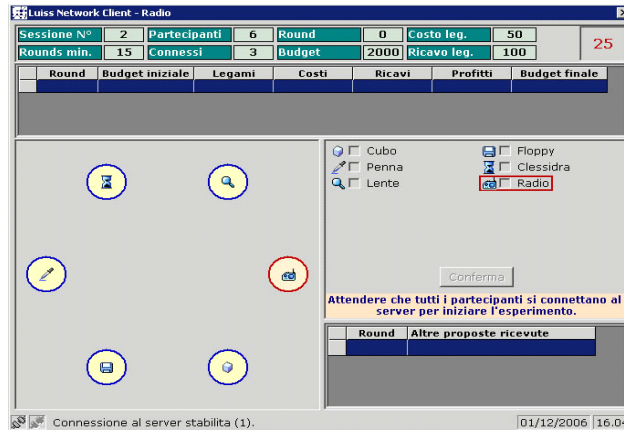 Luiss Network Client - Radio
Sessione N° 2 Partecipanti 6 Round 0 Costo leg. 50
25
Rounds min. 15 Connessi 3 Budget 2000 Ricavo leg. 100
Round Budget iniziale Legami Costi Ricavi Profitti Budget finale
Cubo Floppy
Penna Clessidra
Lente Radio
Conferma
Attendere che tutti i partecipanti si connettano al
server per iniziare l'esperimento.
Round Altre proposte ricevute
Connessione al server stabilita (1). 01/12/2006 16.04